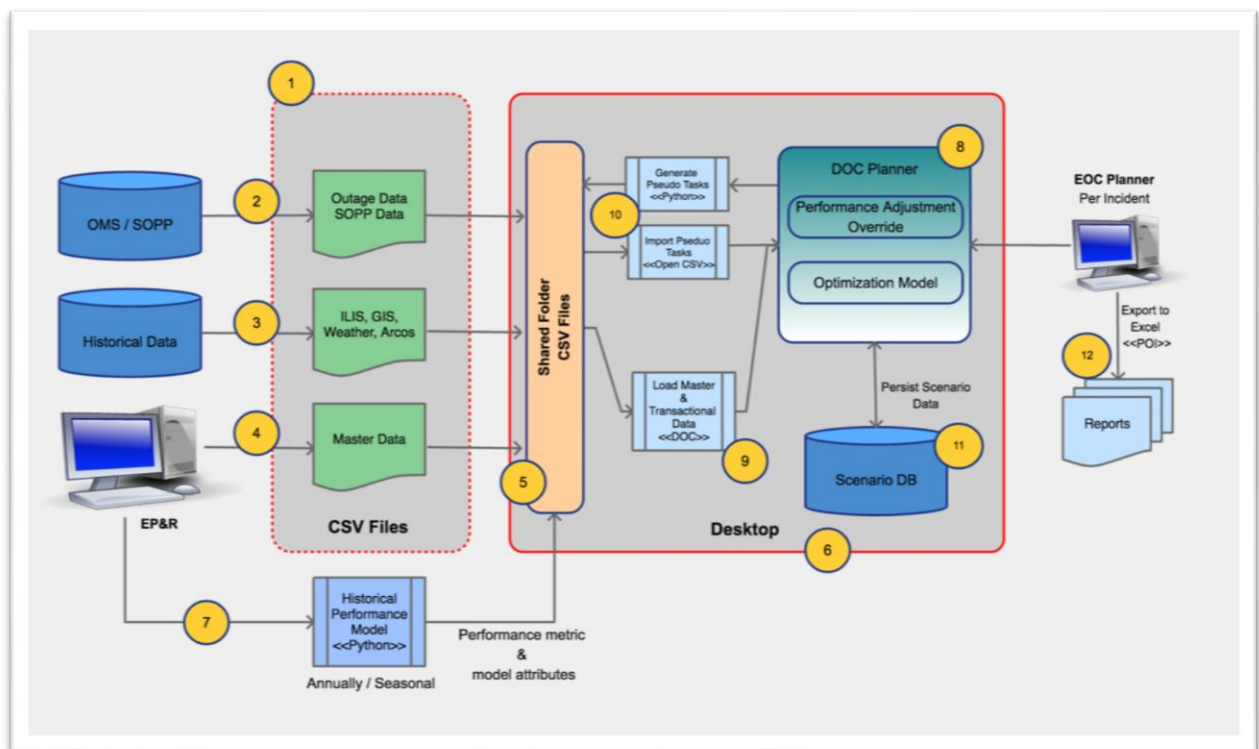 1
OMS / SOPP
2
Outage Data
SOPP Data
Historical Data
3
ILIS, GIS,
Weather, Arcos
4
Master Data
EP&R
CSV Files
7
Historical
Performance
Model
<<Python>>
Annually / Seasonal
Performance metric
&
model attributes
Shared Folder
CSV Files
5
Generate
Pseudo Tasks
<<Python>>
10
Import Pseduo
Tasks
<<Open CSV>>
Load Master
&
Transactional
Data
<<DOC>>
9
8
DOC Planner
Performance Adjustment
Override
Optimization Model
Persist Scenario
Data
11
Scenario DB
Desktop
6
EOC Planner
Per Incident
Export to
Excel
<<POI>>
12
Reports